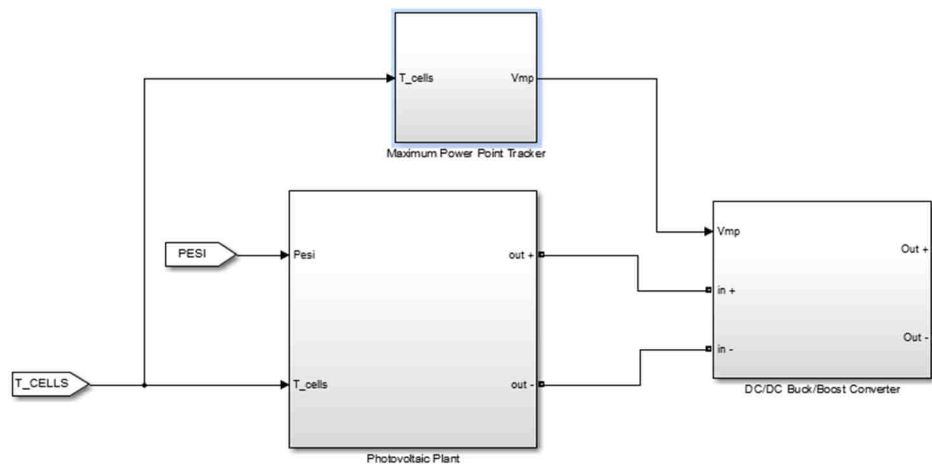 T_cells
Vmp
Maximum Power Point Tracker
PESI
Pesi
out +
Vmp
Out +
in +
in -
Out -
T_CELLS
T_cells
out -
DC/DC Buck/Boost Converter
Photovoltaic Plant